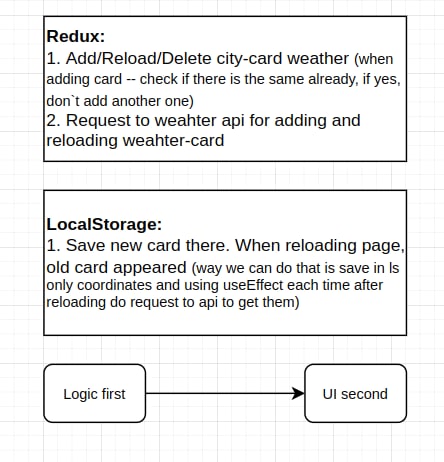 Redux:
1. Add/Reload/Delete city-card weather (when
adding card -- check if there is the same already, if yes,
don`t add another one)
2. Request to weahter api for adding and
reloading weahter-card
LocalStorage:
1. Save new card there. When reloading page,
old card appeared (way we can do that is save in ls
only coordinates and using useEffect each time after
reloading do request to api to get them)
Logic first
UI second